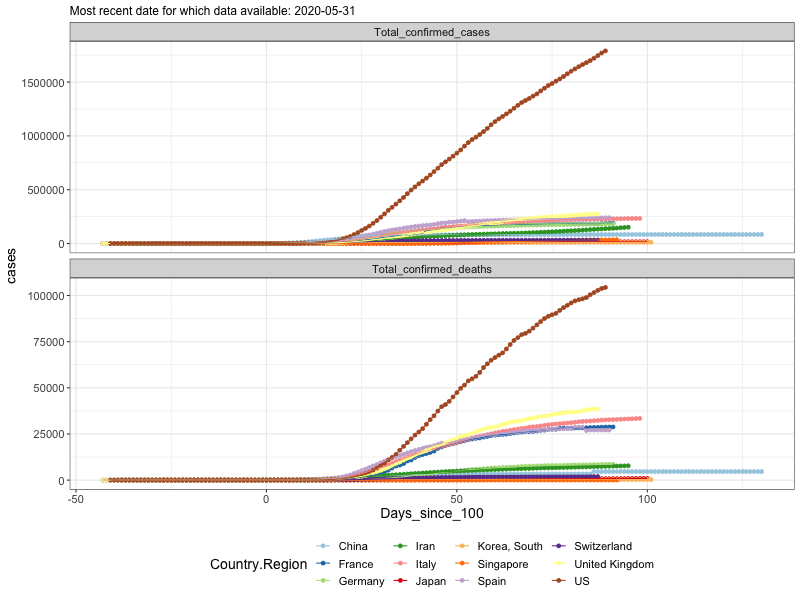 Most recent date for which data available: 2020-05-31
Total_confirmed_cases
1500000
1000000
500000
0
Total_confirmed_deaths
100000
75000
50000
25000
0
cases
-50 0 50 100
Days_since_100
Country.Region
China Iran Korea, South Switzerland
France Italy Singapore United Kingdom
Germany Japan Spain US